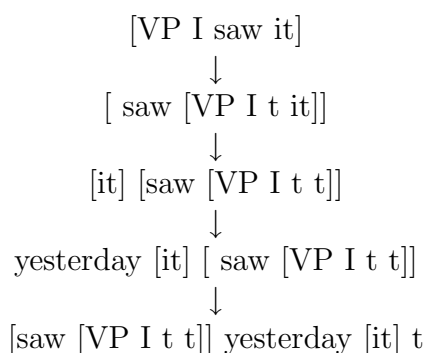 [VP I saw it]
↓
[ saw [VP I t it]]
↓
[it] [saw [VP I t t]]
↓
yesterday [it] [ saw [VP I t t]]
↓
[saw [VP I t t]] yesterday [it] t